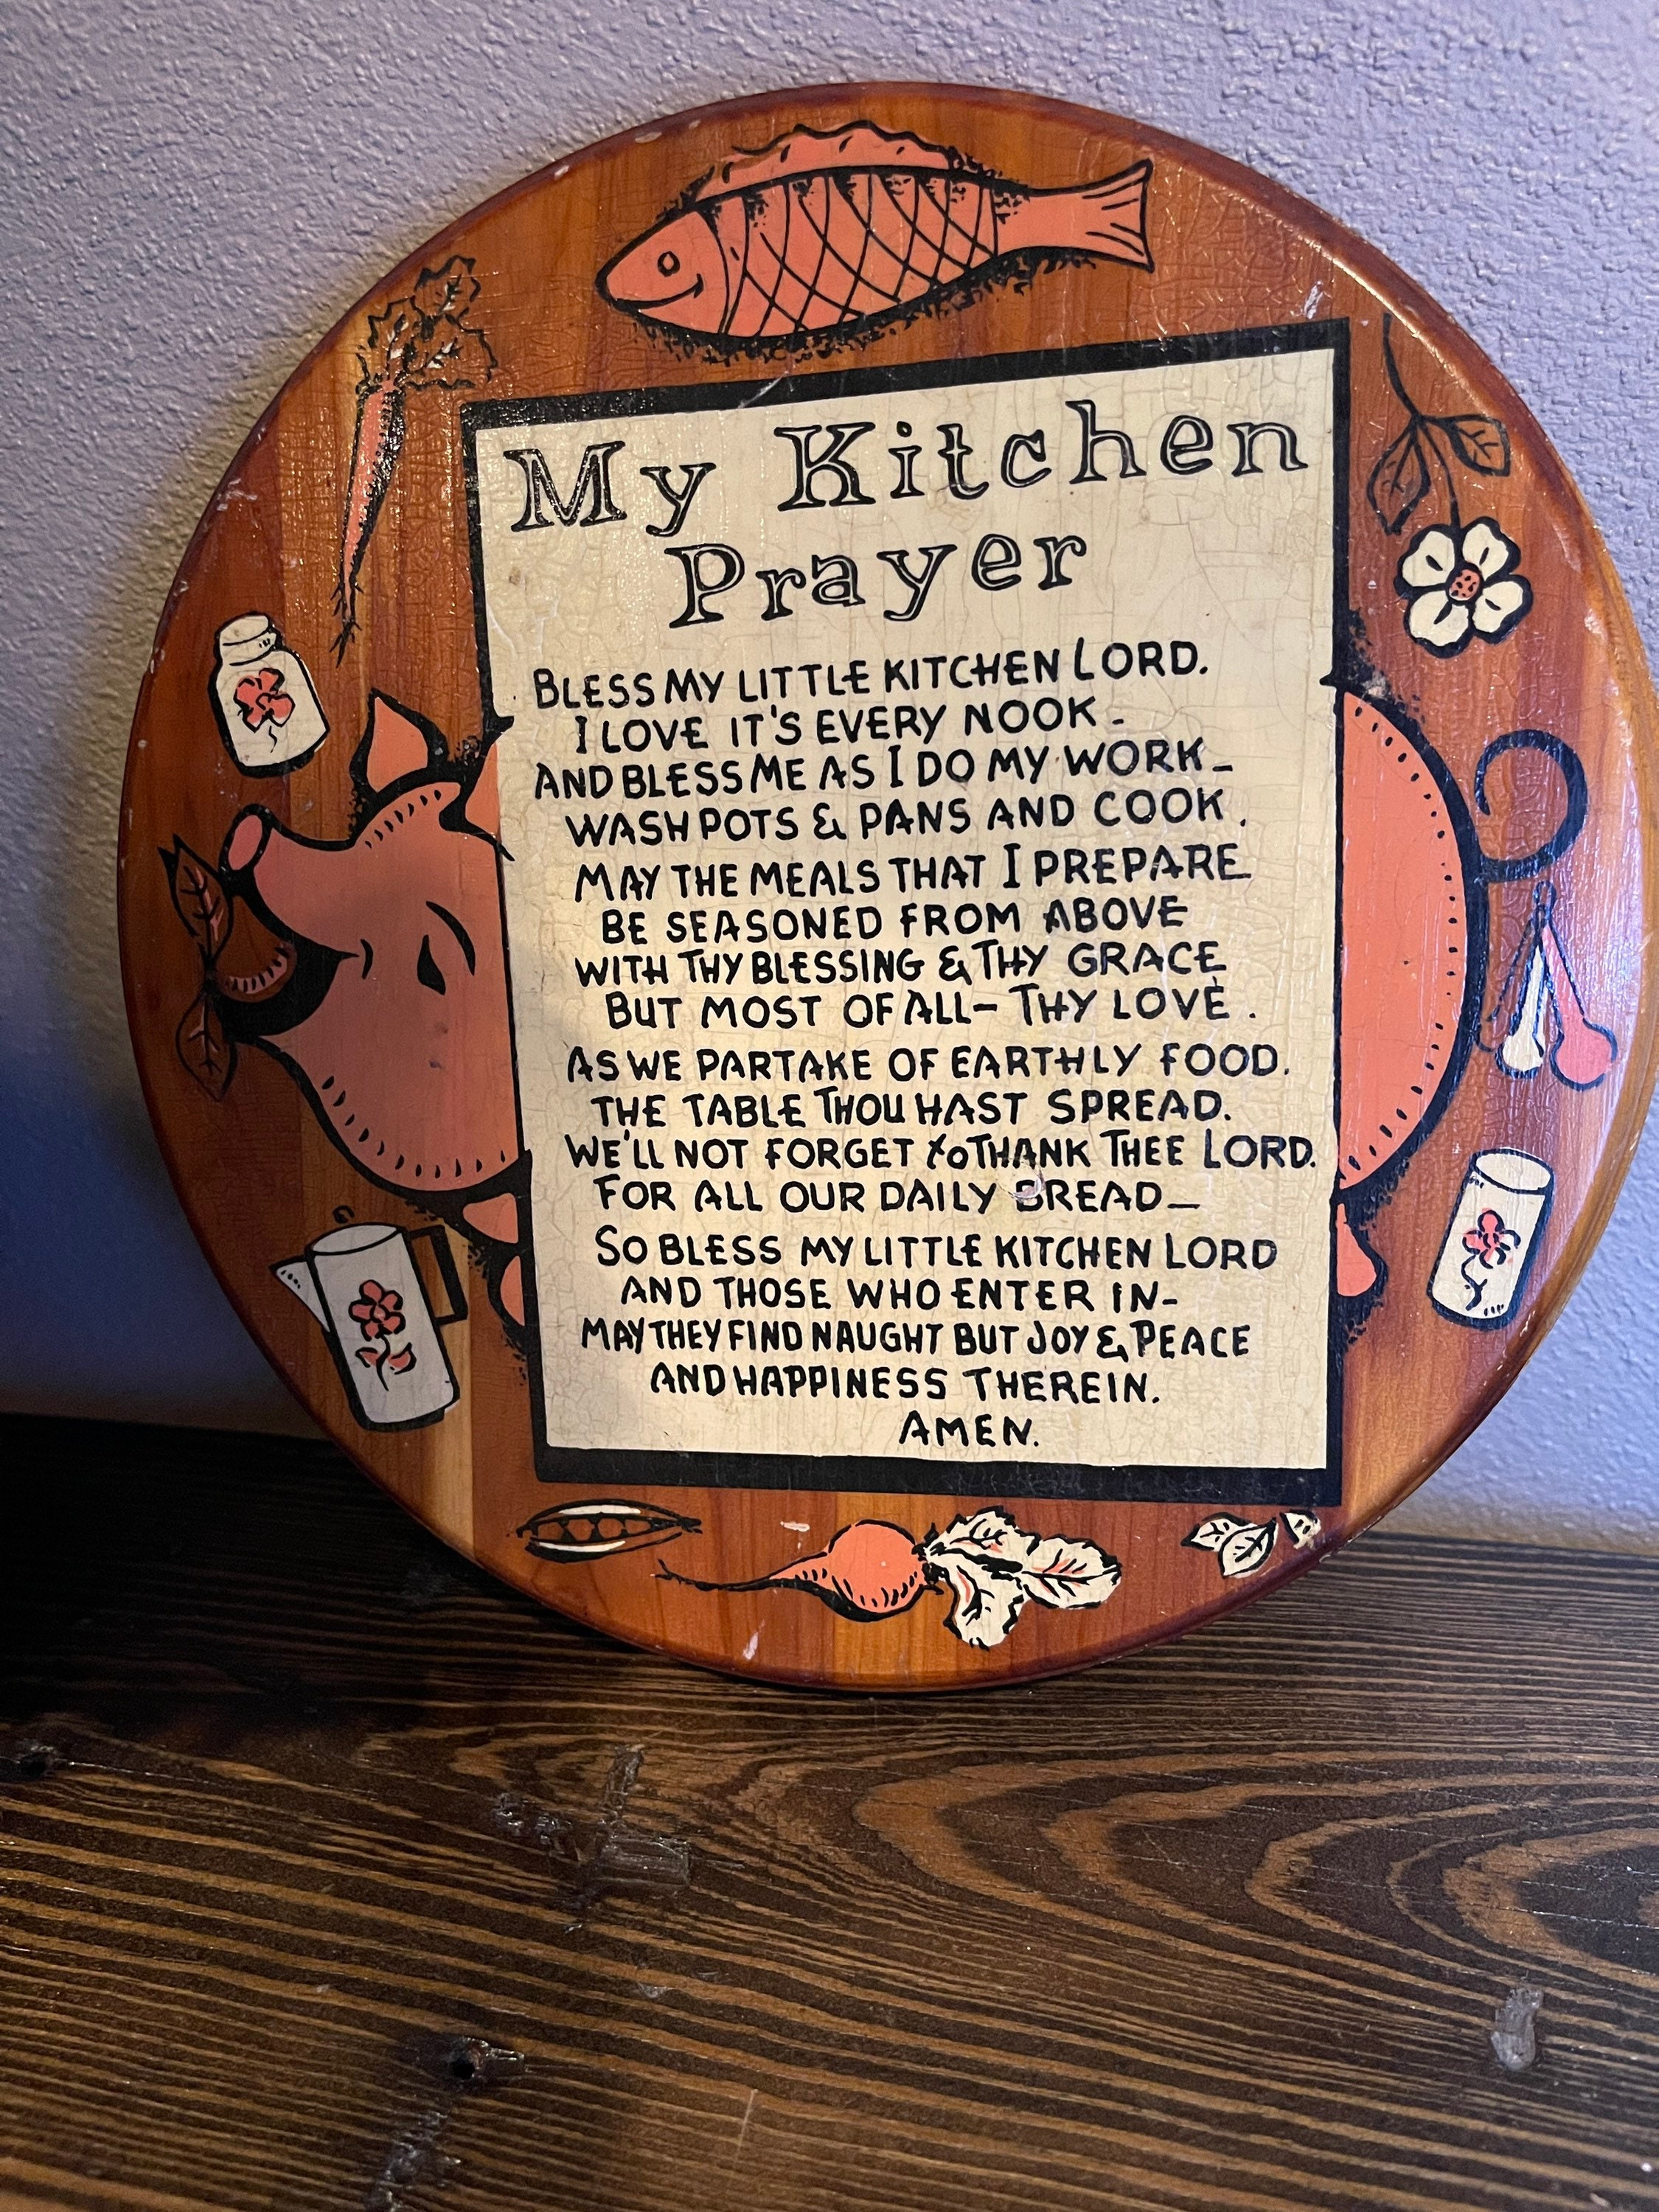 My Kitchen
Prayer
BLESS MY LITTLE KITCHEN LORD.
I LOVE IT'S EVERY NOOK -
AND BLESS ME AS I DO MY WORK -
WASH POTS & PANS AND COOK.
MAY THE MEALS THAT I PREPARE
BE SEASONED FROM ABOVE
WITH THY BLESSING & THY GRACE
BUT MOST OF ALL - THY LOVE.
AS WE PARTAKE OF EARTHLY FOOD.
THE TABLE THOU HAST SPREAD.
WE'LL NOT FORGET to THANK THEE LORD.
FOR ALL OUR DAILY BREAD -
SO BLESS MY LITTLE KITCHEN LORD
AND THOSE WHO ENTER IN -
MAY THEY FIND NAUGHT BUT JOY & PEACE
AND HAPPINESS THEREIN.
AMEN.